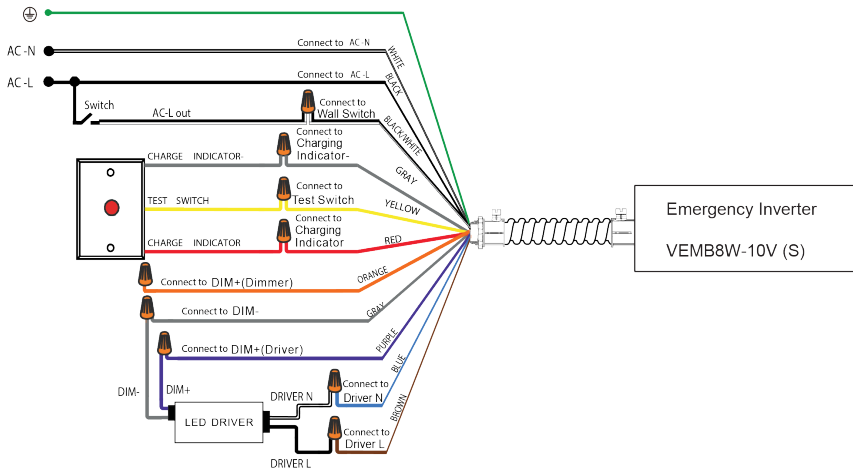 AC-N
Connect to AC-N
WHITE
AC-L
Connect to AC-L
BLACK
Switch
AC-L out
Connect to
Wall Switch
BLACK/WHITE
CHARGE INDICATOR-
Connect to
Charging
Indicator-
GRAY
TEST SWITCH
Connect to
Test Switch
YELLOW
CHARGE INDICATOR
Connect to
Charging
Indicator
RED
Connect to DIM+(Dimmer)
ORANGE
Connect to DIM-
GRAY
Connect to DIM+(Driver)
PURPLE
DIM-
DIM+
LED DRIVER
DRIVER N
Connect to
Driver N
BLUE
DRIVER L
Connect to
Driver L
BROWN
Emergency Inverter
VEMB8W-10V (S)